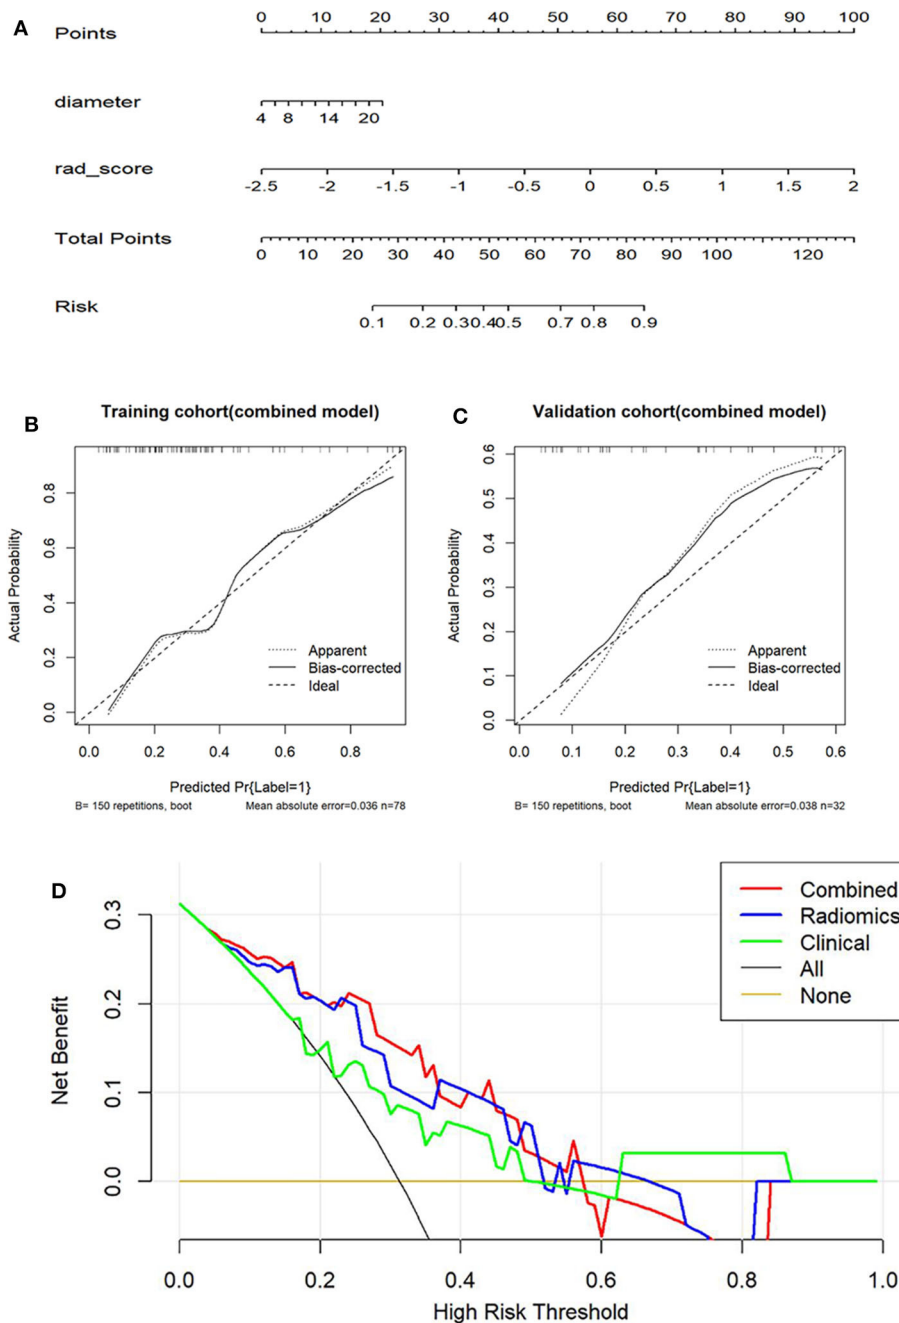 A
Points
0 10 20 30 40 50 60 70 80 90 100
diameter
4 8 14 20
rad_score
-2.5 -2 -1.5 -1 -0.5 0 0.5 1 1.5 2
Total Points
0 10 20 30 40 50 60 70 80 90 100 120
Risk
0.1 0.2 0.30.40.5 0.7 0.8 0.9
B
Training cohort(combined model)
Actual Probability
0.8
0.6
0.4
0.2
0.0
Apparent
Bias-corrected
Ideal
0.0 0.2 0.4 0.6 0.8
Predicted Pr{Label=1}
B= 150 repetitions, boot Mean absolute error=0.036 n=78
C
Validation cohort(combined model)
Actual Probability
0.6
0.5
0.4
0.3
0.2
0.1
0.0
Apparent
Bias-corrected
Ideal
0.0 0.1 0.2 0.3 0.4 0.5 0.6
Predicted Pr{Label=1}
B= 150 repetitions, boot Mean absolute error=0.038 n=32
D
Net Benefit
0.3
0.2
0.1
0.0
Combined
Radiomics
Clinical
All
None
0.0 0.2 0.4 0.6 0.8 1.0
High Risk Threshold